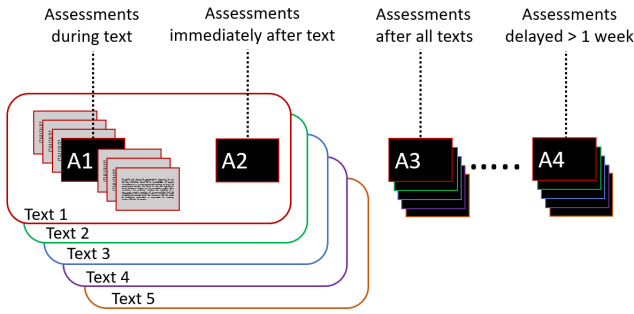 Assessments
during text
Assessments
immediately after text
Assessments
after all texts
Assessments
delayed > 1 week
A1
A2
A3
A4
Text 1
Text 2
Text 3
Text 4
Text 5